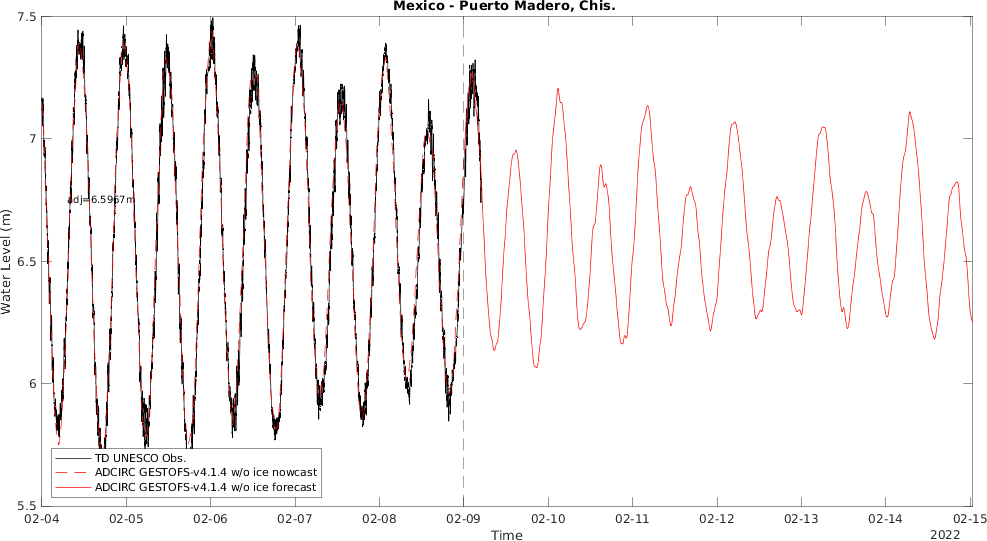 Mexico - Puerto Madero, Chis.
7.5
7
6.5
6
5.5
Water Level (m)
adj=6.5967m
TD UNESCO Obs.
ADCIRC GESTOFS-v4.1.4 w/o ice nowcast
ADCIRC GESTOFS-v4.1.4 w/o ice forecast
02-04 02-05 02-06 02-07 02-08 02-09 02-10 02-11 02-12 02-13 02-14 02-15
Time
2022